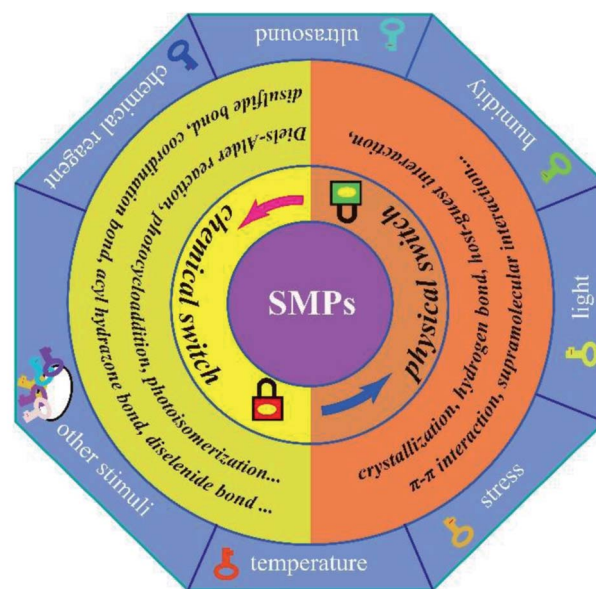 ultrasound
humidity
light
stress
temperature
other stimuli
chemical reagent
disulfide bond, coordination bond, acyl hydrazone bond, diselenide bond ...
Diels-Alder reaction, photocycloaddition, photoisomerization...
chemical switch
SMPs
physical switch
crystallization, hydrogen bond, host-guest interaction,
π-π interaction, supramolecular interaction....